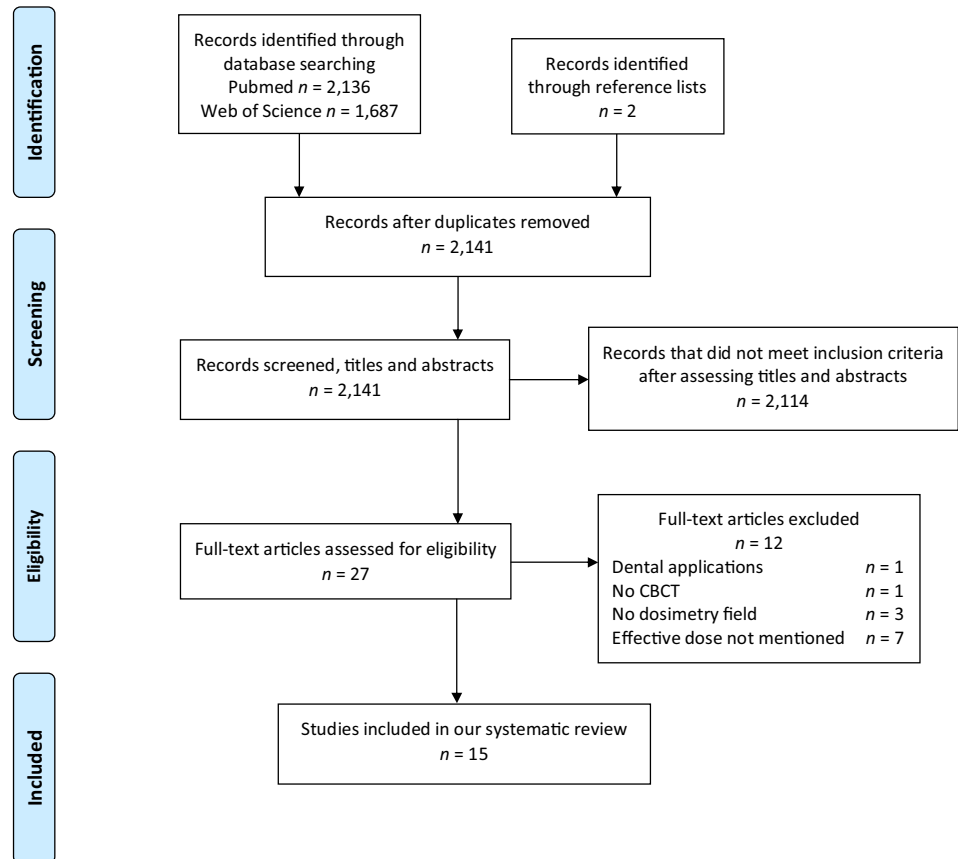 Identification
Records identified through
database searching
Pubmed n = 2,136
Web of Science n = 1,687
Records identified
through reference lists
n = 2
Records after duplicates removed
n = 2,141
Screening
Records screened, titles and abstracts
n = 2,141
Records that did not meet inclusion criteria
after assessing titles and abstracts
n = 2,114
Eligibility
Full-text articles assessed for eligibility
n = 27
Full-text articles excluded
n = 12
Dental applications n = 1
No CBCT n = 1
No dosimetry field n = 3
Effective dose not mentioned n = 7
Included
Studies included in our systematic review
n = 15